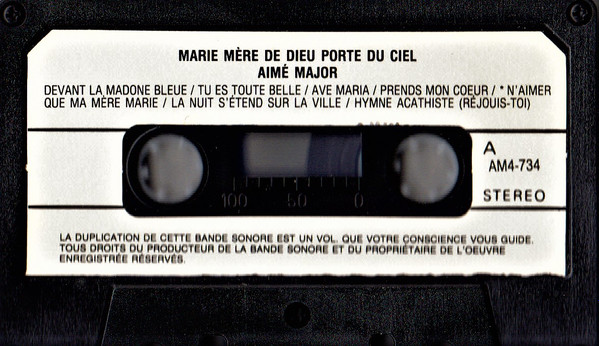 MARIE MÈRE DE DIEU PORTE DU CIEL
AIMÉ MAJOR
DEVANT LA MADONE BLEUE / TU ES TOUTE BELLE / AVE MARIA / PRENDS MON COEUR / * N'AIMER
QUE MA MÈRE MARIE / LA NUIT S'ÉTEND SUR LA VILLE / HYMNE ACATHISTE (RÉJOUIS-TOI)
A
AM4-734
100 50 0
STEREO
LA DUPLICATION DE CETTE BANDE SONORE EST UN VOL. QUE VOTRE CONSCIENCE VOUS GUIDE.
TOUS DROITS DU PRODUCTEUR DE LA BANDE SONORE ET DU PROPRIÉTAIRE DE L'OEUVRE
ENREGISTRÉE RÉSERVÉS.